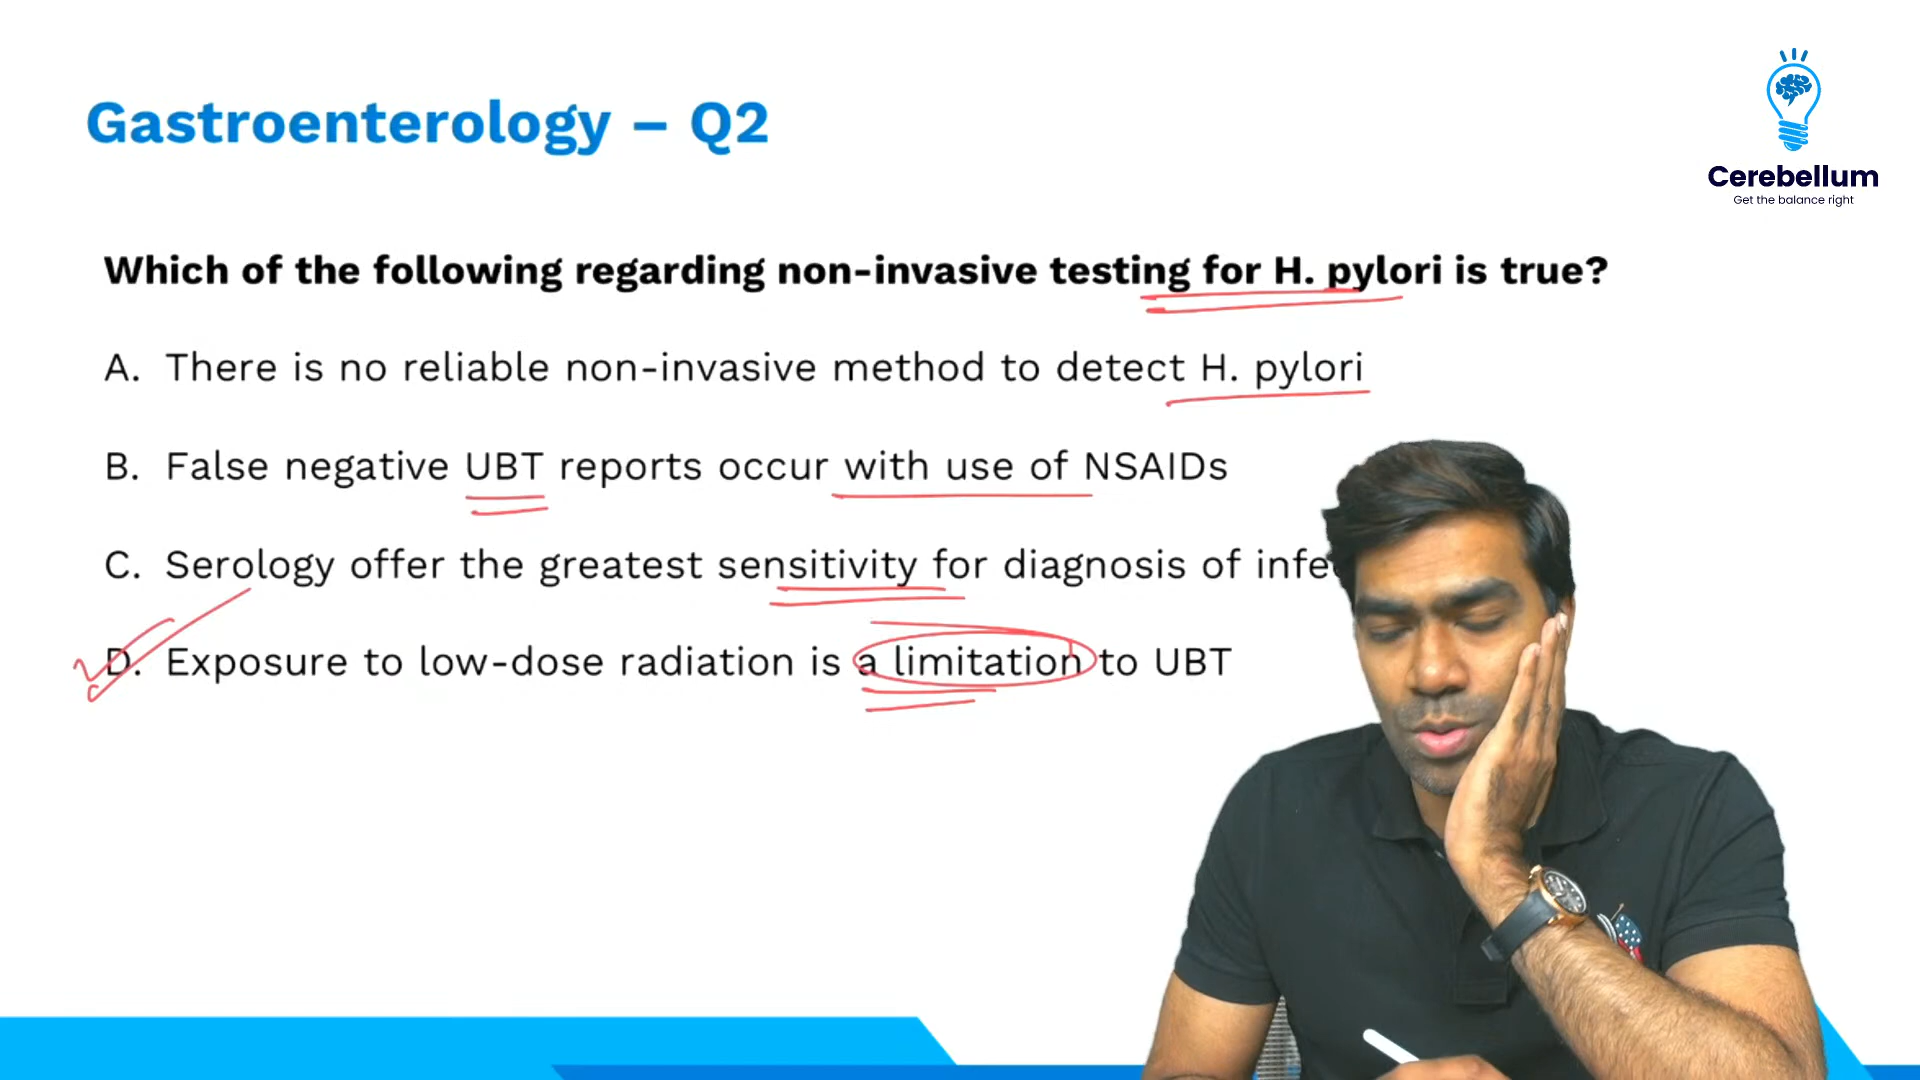 Gastroenterology – Q2
Cerebellum
Get the balance right
Which of the following regarding non-invasive testing for H. pylori is true?
A. There is no reliable non-invasive method to detect H. pylori
B. False negative UBT reports occur with use of NSAIDs
C. Serology offer the greatest sensitivity for diagnosis of
D. Exposure to low-dose radiation is a limitation to UBT